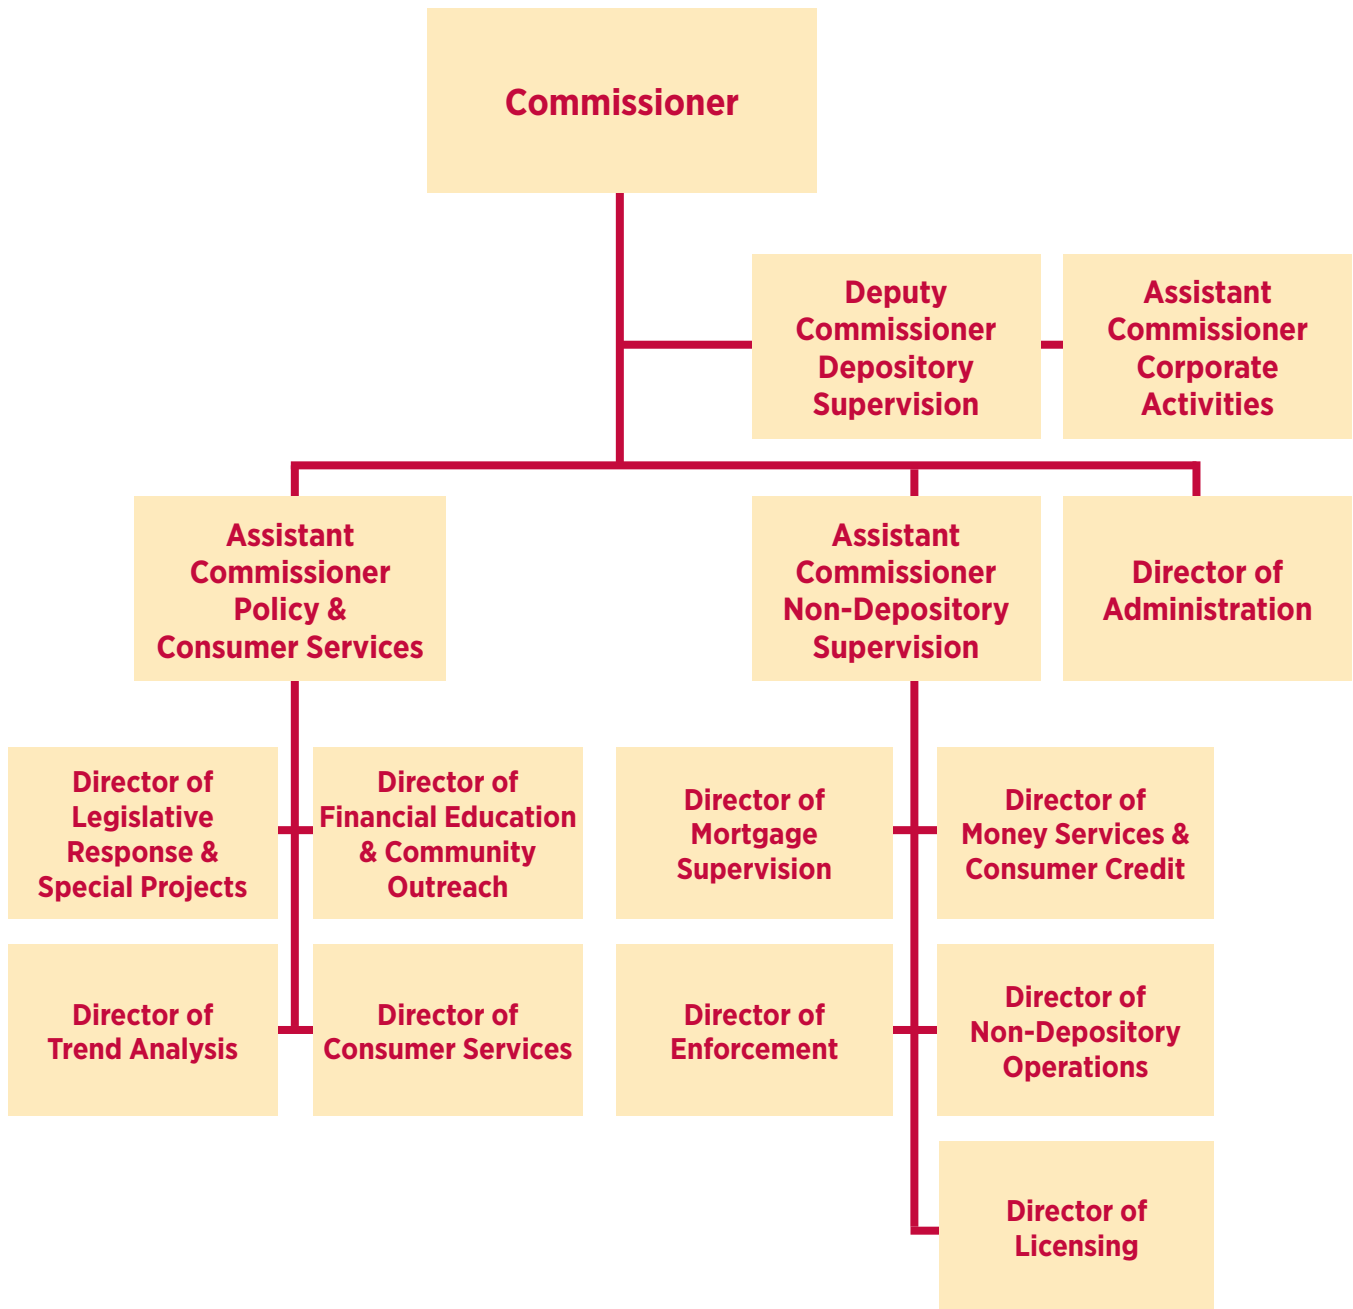 Commissioner
Deputy
Commissioner
Depository
Supervision
Assistant
Commissioner
Corporate
Activities
Assistant
Commissioner
Policy &
Consumer Services
Assistant
Commissioner
Non-Depository
Supervision
Director of
Administration
Director of
Legislative
Response &
Special Projects
Director of
Financial Education
& Community
Outreach
Director of
Mortgage
Supervision
Director of
Money Services &
Consumer Credit
Director of
Trend Analysis
Director of
Consumer Services
Director of
Enforcement
Director of
Non-Depository
Operations
Director of
Licensing